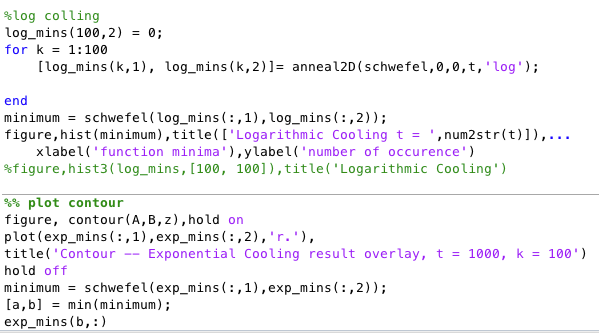 %log colling
log_mins(100,2) = 0;
for k = 1:100
[log_mins(k,1), log_mins(k,2)]= anneal2D(schwefel,0,0,t,'log');
end
minimum = schwefel(log_mins(:,1),log_mins(:,2));
figure,hist(minimum),title(['Logarithmic Cooling t = ',num2str(t)]),...
xlabel('function minima'),ylabel('number of occurence')
%figure,hist3(log_mins,[100, 100]),title('Logarithmic Cooling')
%% plot contour
figure, contour(A,B,z),hold on
plot(exp_mins(:,1),exp_mins(:,2),'r.'),
title('Contour -- Exponential Cooling result overlay, t = 1000, k = 100')
hold off
minimum = schwefel(exp_mins(:,1),exp_mins(:,2));
[a,b] = min(minimum);
exp_mins(b,:)